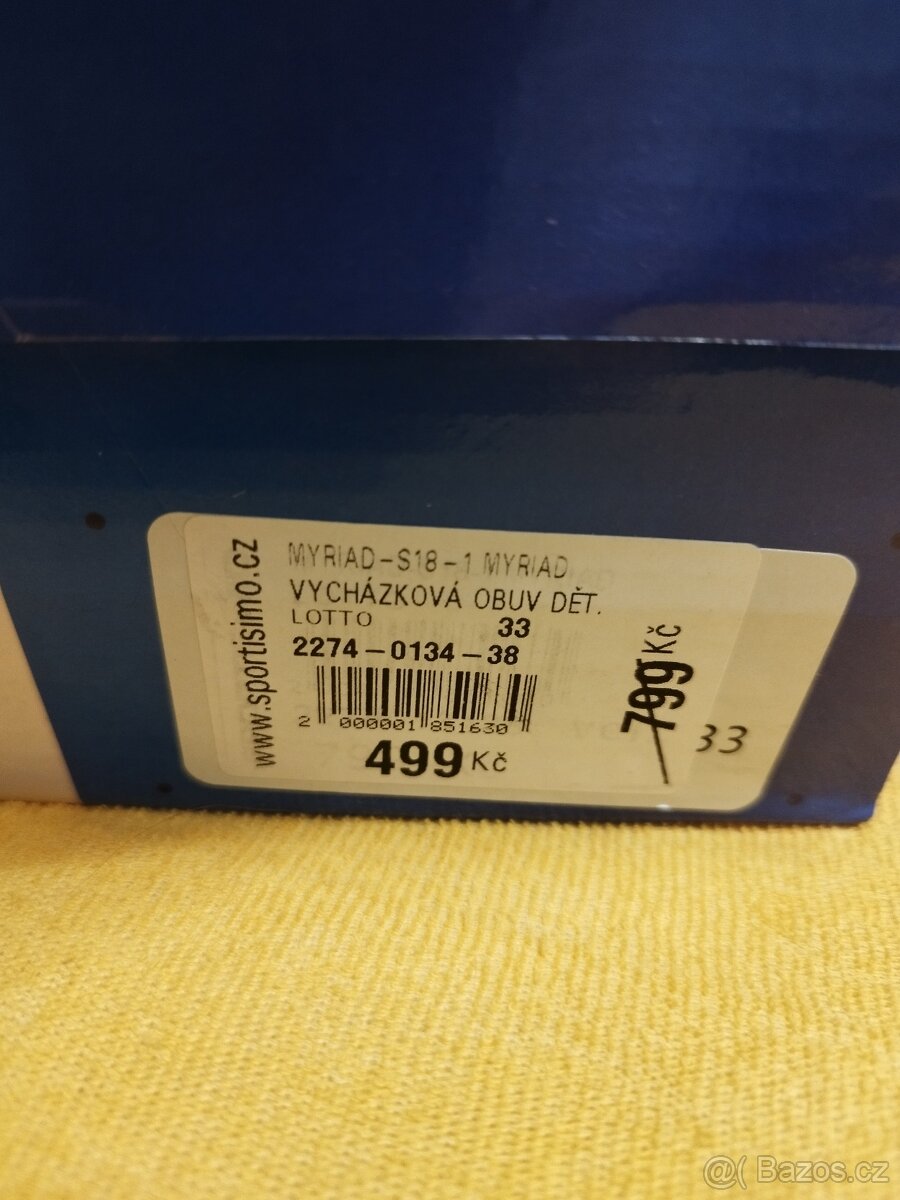 www.sportisimo.cz
MYRIAD-S18-1 MYRIAD
VYCHÁZKOVÁ OBUV DĚT.
LOTTO
33
2274-0134-38
2 000001 851630
499 Kč
799 Kč
33
@( Bazos.cz